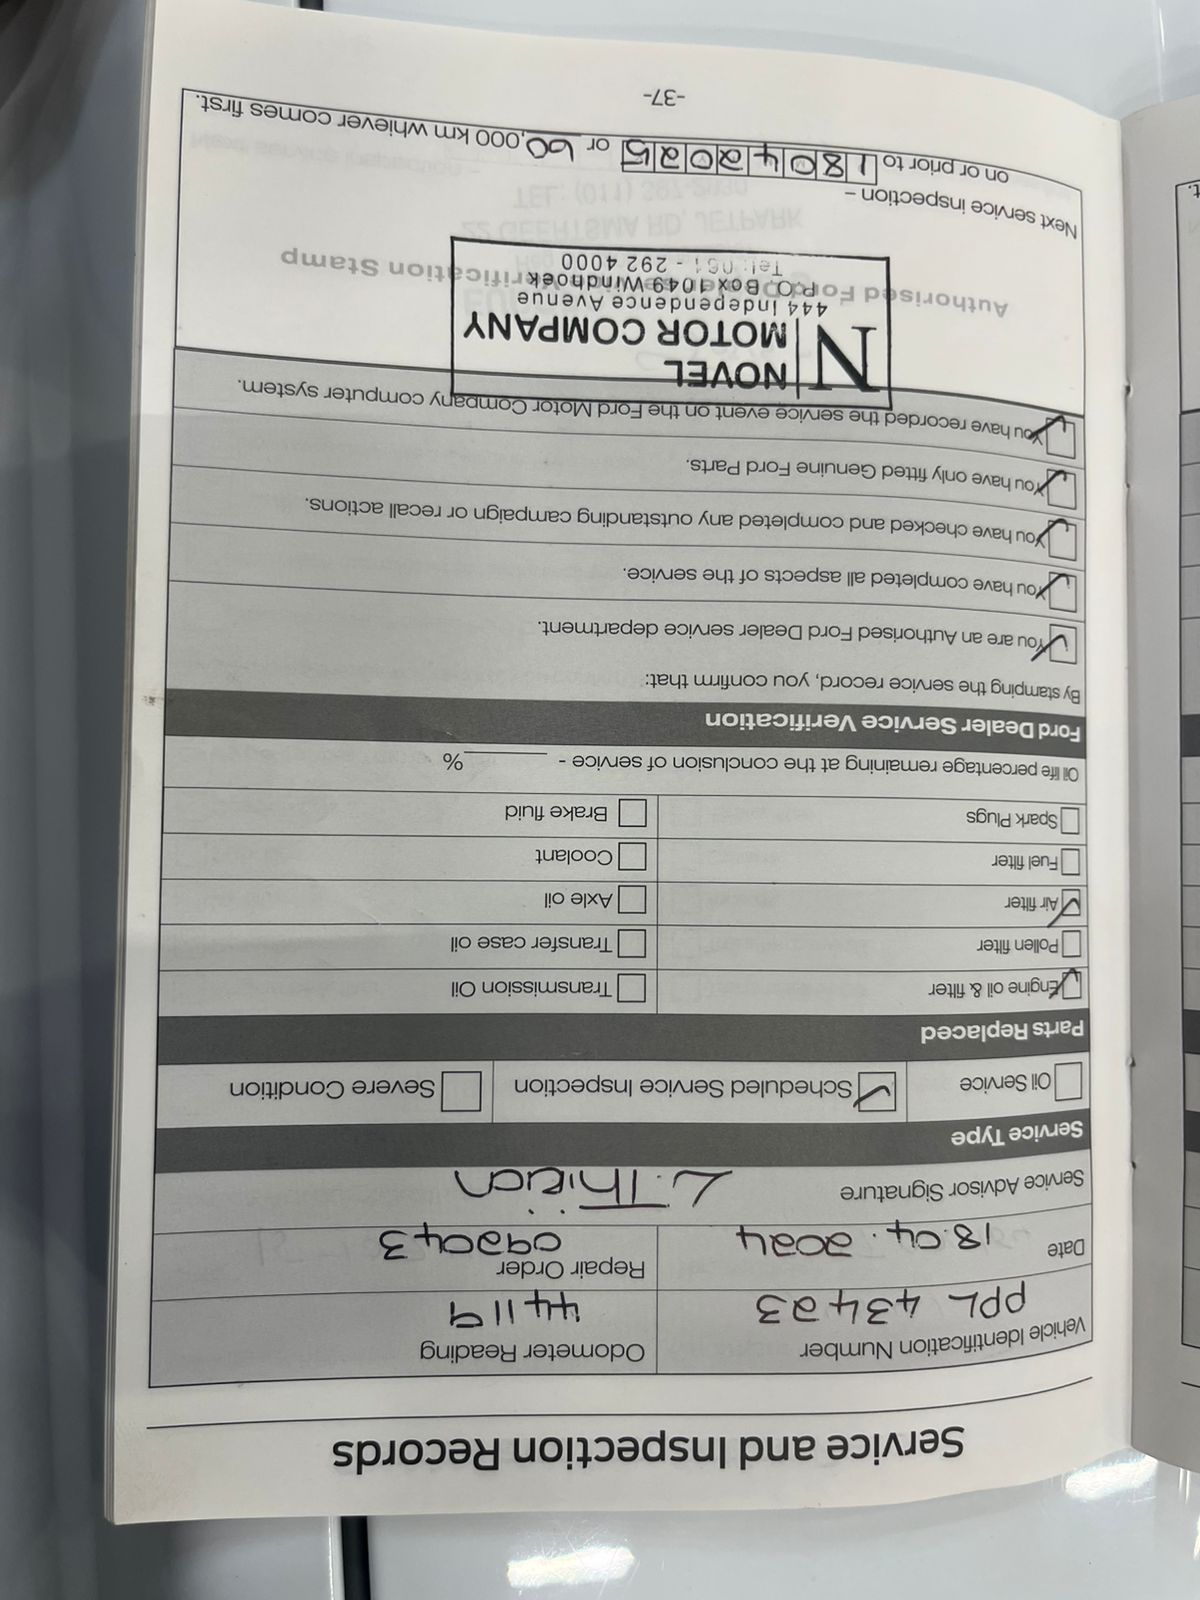 Service and Inspection Records
Vehicle Identification Number
PPL 43423
Odometer Reading
44119
Date 18.04.2024
Repair Order
092043
Service Advisor Signature L. Thirion
Service Type
Oil Service
Scheduled Service Inspection
Severe Condition
Parts Replaced
Engine oil & filter
Transmission Oil
Pollen filter
Transfer case oil
Air filter
Axle oil
Fuel filter
Coolant
Spark Plugs
Brake fluid
Oil life percentage remaining at the conclusion of service - ______%
Ford Dealer Service Verification
By stamping the service record, you confirm that:
You are an Authorised Ford Dealer service department.
You have completed all aspects of the service.
You have checked and completed any outstanding campaign or recall actions.
You have only fitted Genuine Ford Parts.
You have recorded the service event on the Ford Motor Company computer system.
N NOVEL
MOTOR COMPANY
444 Independence Avenue
P.O. Box 1049 Windhoek
Tel: 061 - 292 4000
Authorised Ford Dealer Service Verification Stamp
Next service inspection –
on or prior to 18042025 or 60,000 km whiever comes first.
-37-